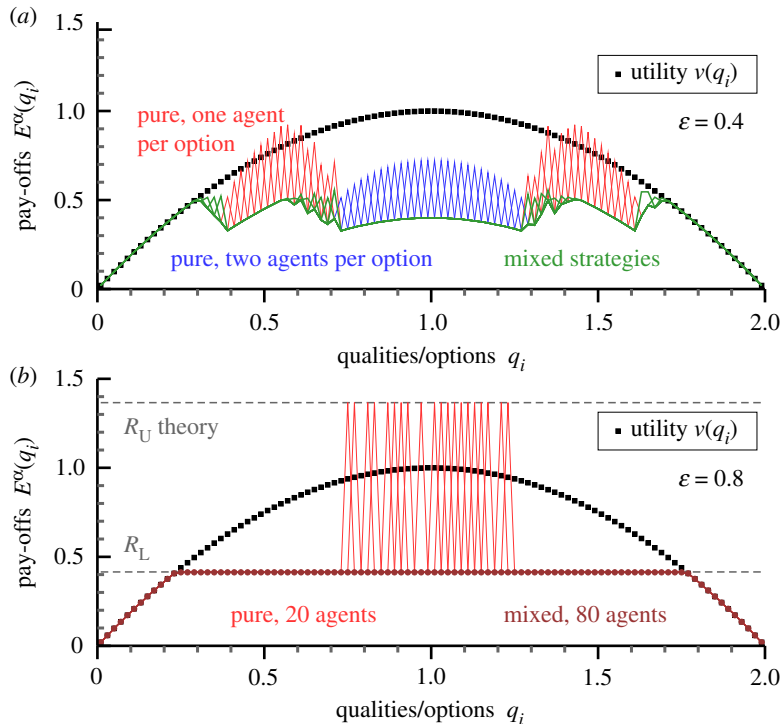 (a)
1.5
1.0
0.5
0
pay-offs E^α(q_i)
utility v(q_i)
ε = 0.4
pure, one agent
per option
pure, two agents per option
mixed strategies
0
0.5
1.0
1.5
2.0
qualities/options q_i
(b)
1.5
1.0
0.5
0
pay-offs E^α(q_i)
R_U theory
utility v(q_i)
ε = 0.8
R_L
pure, 20 agents
mixed, 80 agents
0
0.5
1.0
1.5
2.0
qualities/options q_i